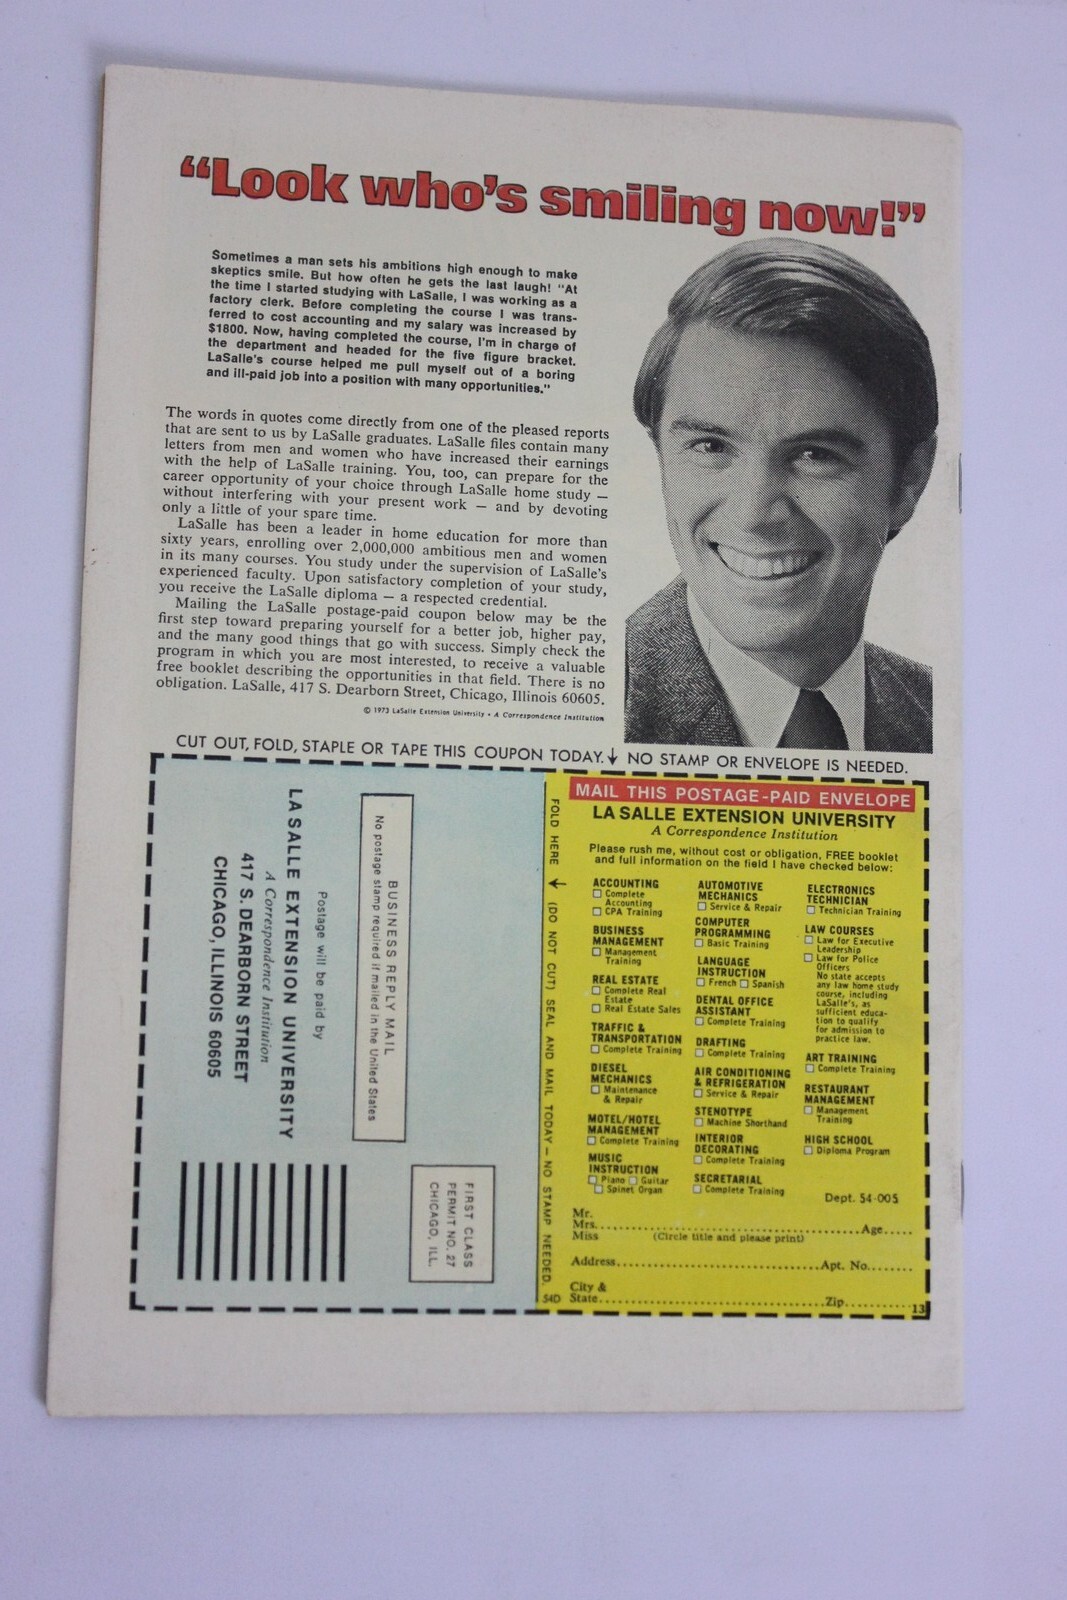 “Look who’s smiling now!”
Sometimes a man sets his ambitions high enough to make
skeptics smile. But how often he gets the last laugh! "At
the time I started studying with LaSalle, I was working as a
factory clerk. Before completing the course I was trans-
ferred to cost accounting and my salary was increased by
$1800. Now, having completed the course, I'm in charge of
the department and headed for the five figure bracket.
LaSalle's course helped me pull myself out of a boring
and ill-paid job into a position with many opportunities."
The words in quotes come directly from one of the pleased reports
that are sent to us by LaSalle graduates. LaSalle files contain many
letters from men and women who have increased their earnings
with the help of LaSalle training. You, too, can prepare for the
career opportunity of your choice through LaSalle home study —
without interfering with your present work — and by devoting
only a little of your spare time.
LaSalle has been a leader in home education for more than
sixty years, enrolling over 2,000,000 ambitious men and women
in its many courses. You study under the supervision of LaSalle's
experienced faculty. Upon satisfactory completion of your study,
you receive the LaSalle diploma — a respected credential.
Mailing the LaSalle postage-paid coupon below may be the
first step toward preparing yourself for a better job, higher pay,
and the many good things that go with success. Simply check the
program in which you are most interested, to receive a valuable
free booklet describing the opportunities in that field. There is no
obligation. LaSalle, 417 S. Dearborn Street, Chicago, Illinois 60605.
© 1973 LaSalle Extension University • A Correspondence Institution
CUT OUT, FOLD, STAPLE OR TAPE THIS COUPON TODAY.↓ NO STAMP OR ENVELOPE IS NEEDED.
BUSINESS REPLY MAIL
No postage stamp required if mailed in the United States
Postage will be paid by
LA SALLE EXTENSION UNIVERSITY
A Correspondence Institution
417 S. DEARBORN STREET
CHICAGO, ILLINOIS 60605
FIRST CLASS
PERMIT NO. 27
CHICAGO, ILL.
FOLD HERE ← (DO NOT CUT) SEAL AND MAIL TODAY — NO STAMP NEEDED.
54D
MAIL THIS POSTAGE-PAID ENVELOPE
LA SALLE EXTENSION UNIVERSITY
A Correspondence Institution
Please rush me, without cost or obligation, FREE booklet
and full information on the field I have checked below:
ACCOUNTING
☐ Complete
Accounting
☐ CPA Training
BUSINESS
MANAGEMENT
☐ Management
Training
REAL ESTATE
☐ Complete Real
Estate
☐ Real Estate Sales
TRAFFIC &
TRANSPORTATION
☐ Complete Training
DIESEL
MECHANICS
☐ Maintenance
& Repair
MOTEL/HOTEL
MANAGEMENT
☐ Complete Training
MUSIC
INSTRUCTION
☐ Piano ☐ Guitar
☐ Spinet Organ
AUTOMOTIVE
MECHANICS
☐ Service & Repair
COMPUTER
PROGRAMMING
☐ Basic Training
LANGUAGE
INSTRUCTION
☐ French ☐ Spanish
DENTAL OFFICE
ASSISTANT
☐ Complete Training
DRAFTING
☐ Complete Training
AIR CONDITIONING
& REFRIGERATION
☐ Service & Repair
STENOTYPE
☐ Machine Shorthand
INTERIOR
DECORATING
☐ Complete Training
SECRETARIAL
☐ Complete Training
ELECTRONICS
TECHNICIAN
☐ Technician Training
LAW COURSES
☐ Law for Executive
Leadership
☐ Law for Police
Officers
No state accepts
any law home study
course, including
LaSalle's, as
sufficient educa-
tion to qualify
for admission to
practice law.
ART TRAINING
☐ Complete Training
RESTAURANT
MANAGEMENT
☐ Management
Training
HIGH SCHOOL
☐ Diploma Program
Dept. 54-005
Mr.
Mrs. Age
Miss (Circle title and please print)
Address Apt. No.
City &
State Zip
13